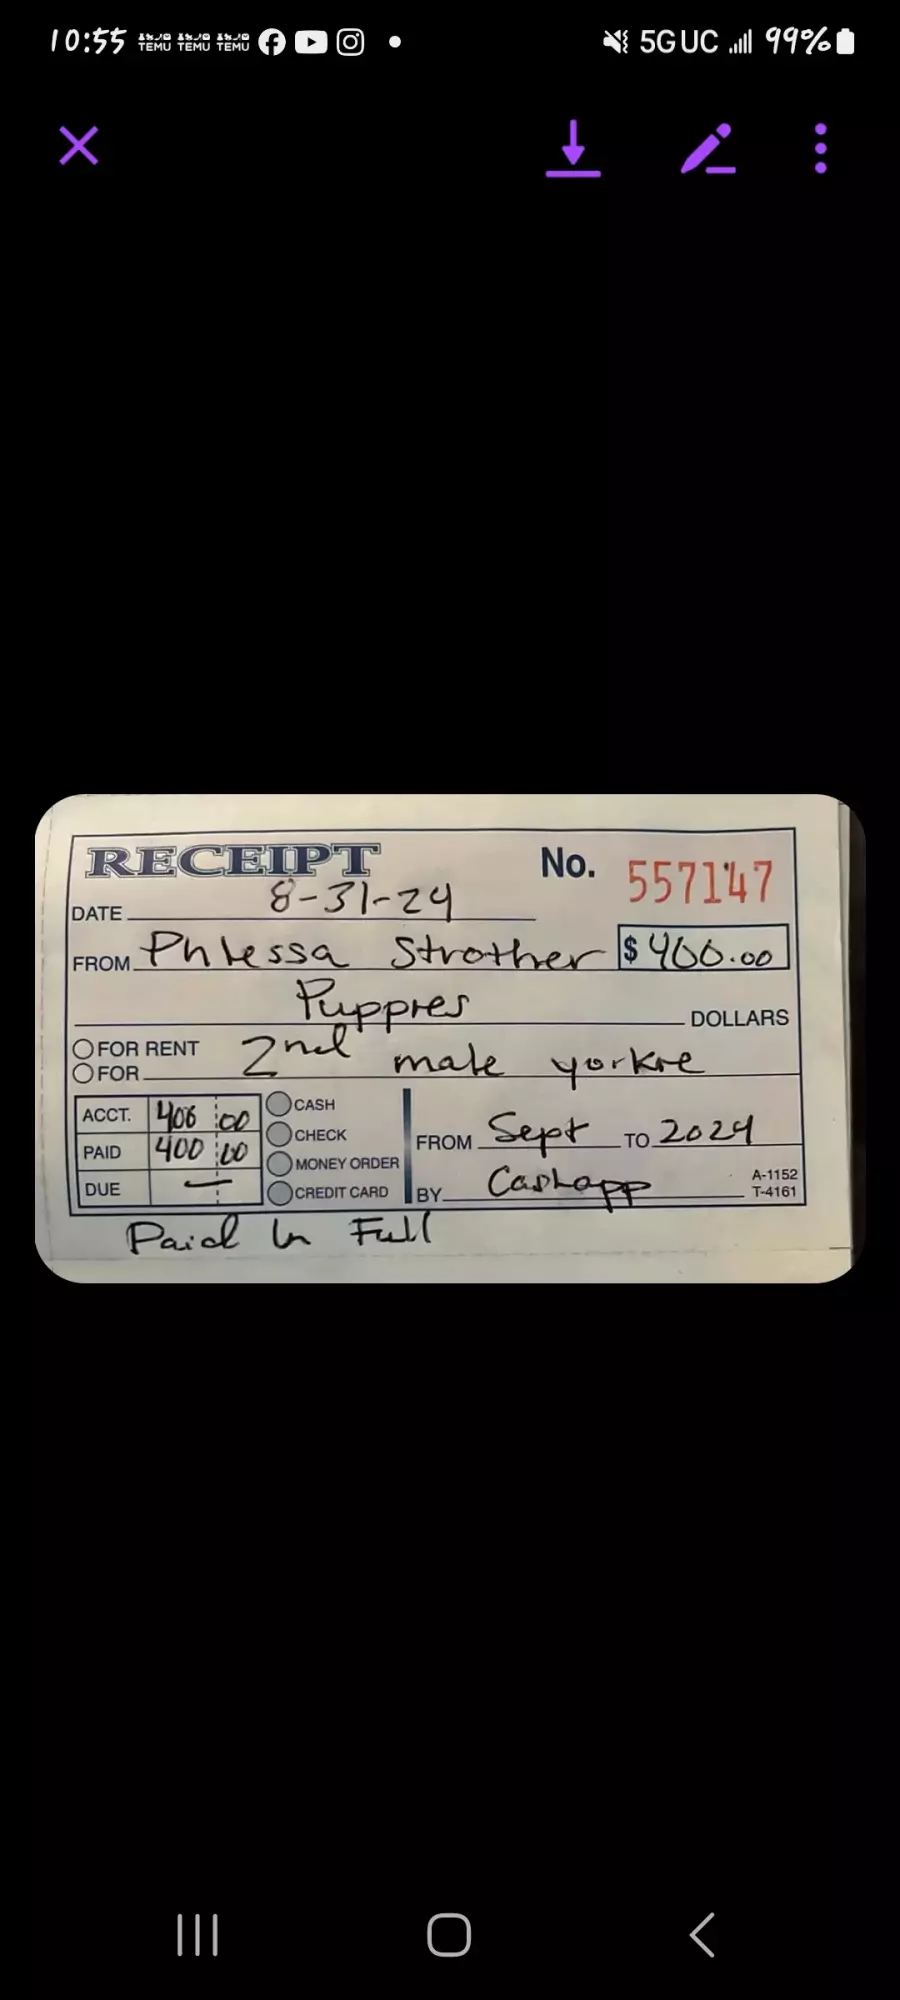 10:55 TEMU TEMU TEMU 5G UC 99%
RECEIPT No. 557147
DATE 8-31-24
FROM Phlessa Strother $400.00
Puppies DOLLARS
FOR RENT
FOR 2nd male yorkie
ACCT. 400 00
PAID 400 00
DUE —
CASH
CHECK
MONEY ORDER
CREDIT CARD
FROM Sept TO 2024
BY Cashapp
A-1152
T-4161
Paid In Full